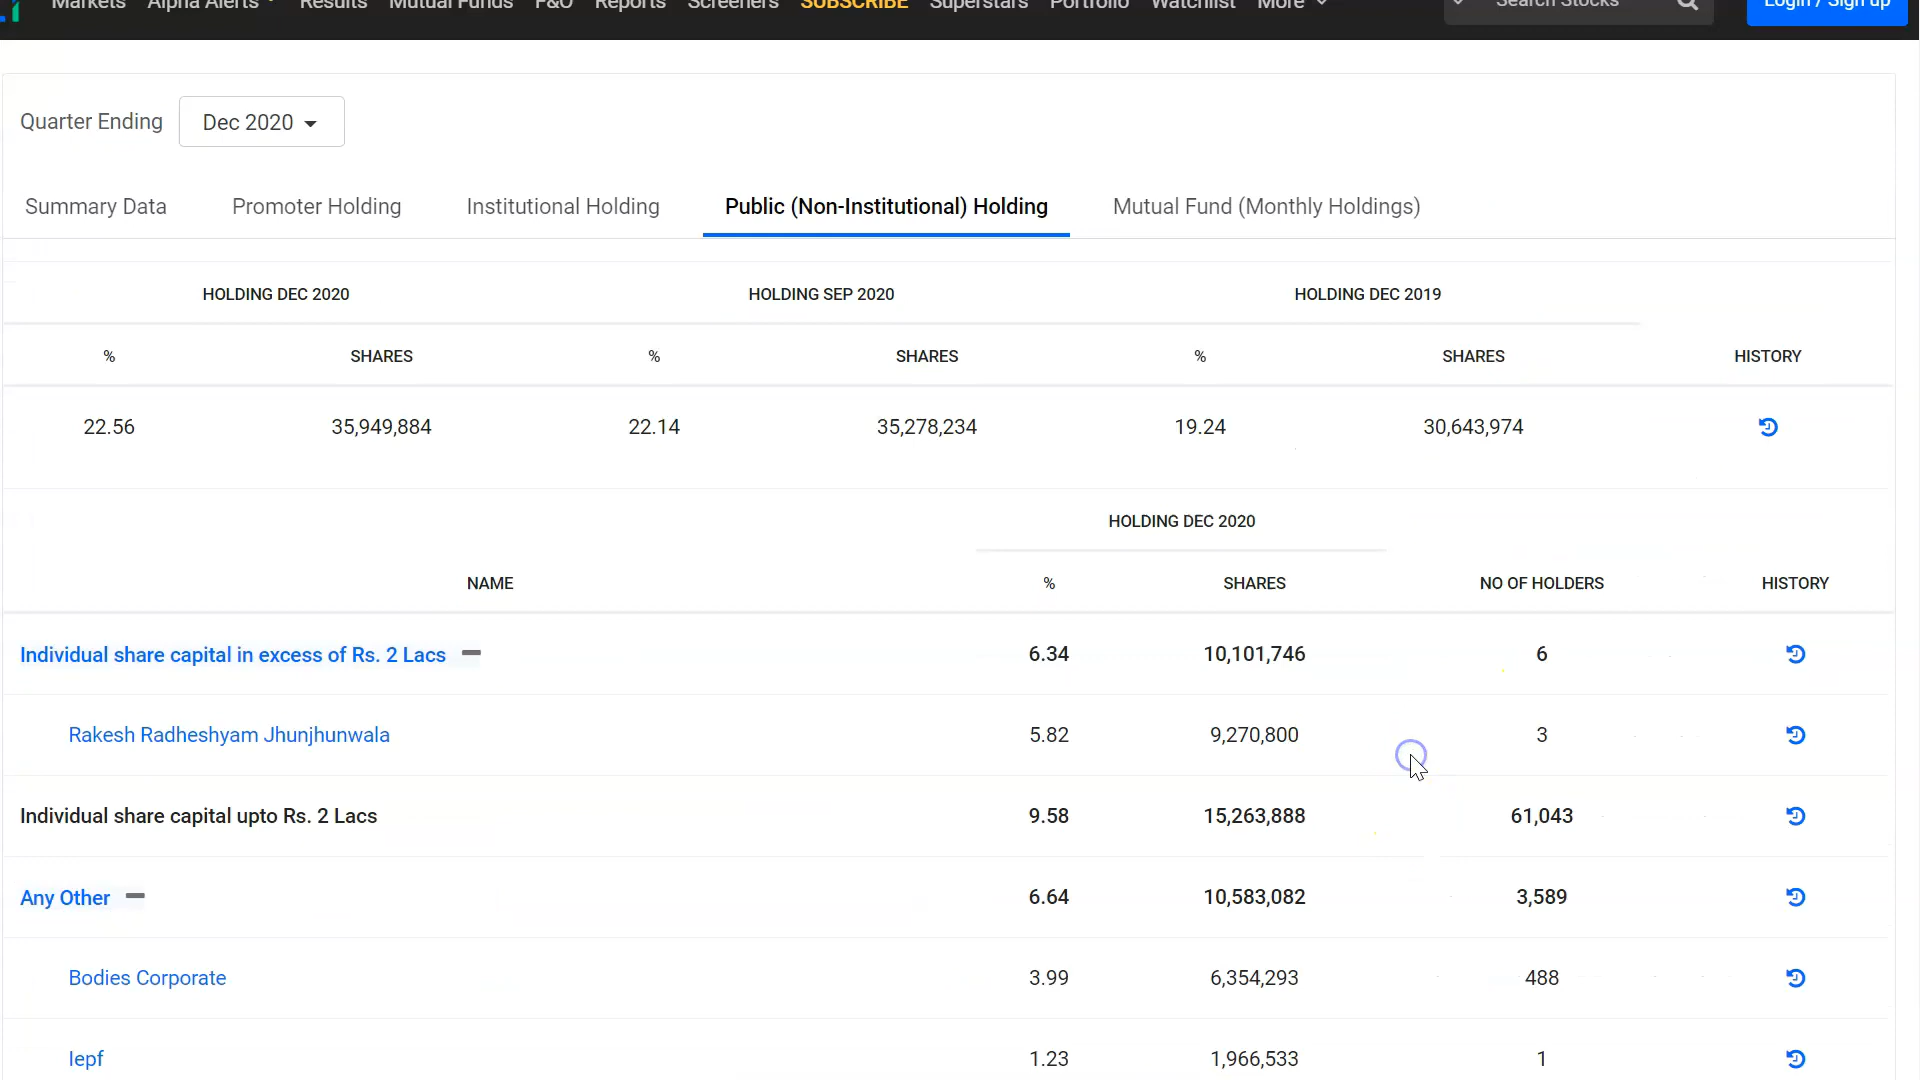 Markets Alpha Alerts Results Mutual Funds F&O Reports Screeners SUBSCRIBE Superstars Portfolio Watchlist More Search Stocks Login / Sign up
Quarter Ending Dec 2020
Summary Data Promoter Holding Institutional Holding Public (Non-Institutional) Holding Mutual Fund (Monthly Holdings)
HOLDING DEC 2020 HOLDING SEP 2020 HOLDING DEC 2019
% SHARES % SHARES % SHARES HISTORY
22.56 35,949,884 22.14 35,278,234 19.24 30,643,974
HOLDING DEC 2020
NAME % SHARES NO OF HOLDERS HISTORY
Individual share capital in excess of Rs. 2 Lacs 6.34 10,101,746 6
Rakesh Radheshyam Jhunjhunwala 5.82 9,270,800 3
Individual share capital upto Rs. 2 Lacs 9.58 15,263,888 61,043
Any Other 6.64 10,583,082 3,589
Bodies Corporate 3.99 6,354,293 488
Iepf 1.23 1,966,533 1